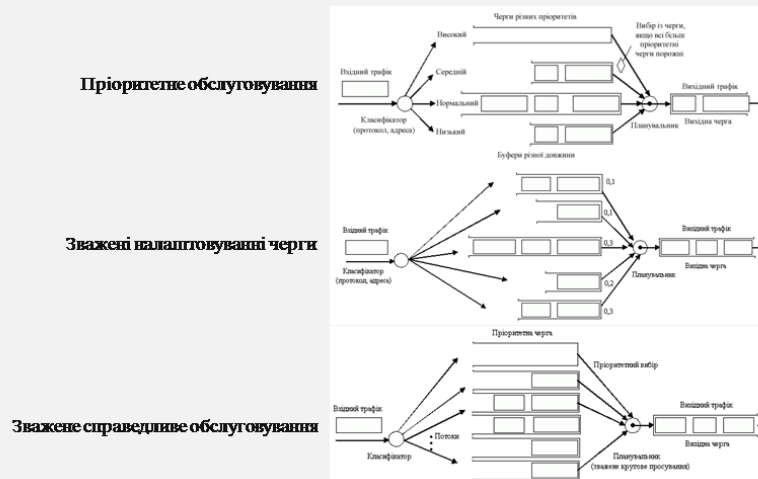 Пріоритетне обслуговування
Черги різних пріоритетів
Високий
Вибір із черги,
якщо всі більш
пріоритетні
черги порожні
Вхідний трафік
Середній
Вихідний трафік
Нормальний
Класифікатор
(протокол, адреса)
Низький
Планувальник
Вихідна черга
Буфери різної довжини
Зважені налаштовуванні черги
0,1
0,1
Вхідний трафік
0,3
Вихідний трафік
Класифікатор
(протокол, адреса)
Планувальник
Вихідна черга
0,2
0,3
Зважене справедливе обслуговування
Пріоритетна черга
Пріоритетний вибір
Вхідний трафік
Вихідний трафік
Потоки
Класифікатор
Вихідна черга
Планувальник
(зважене кругове просування)